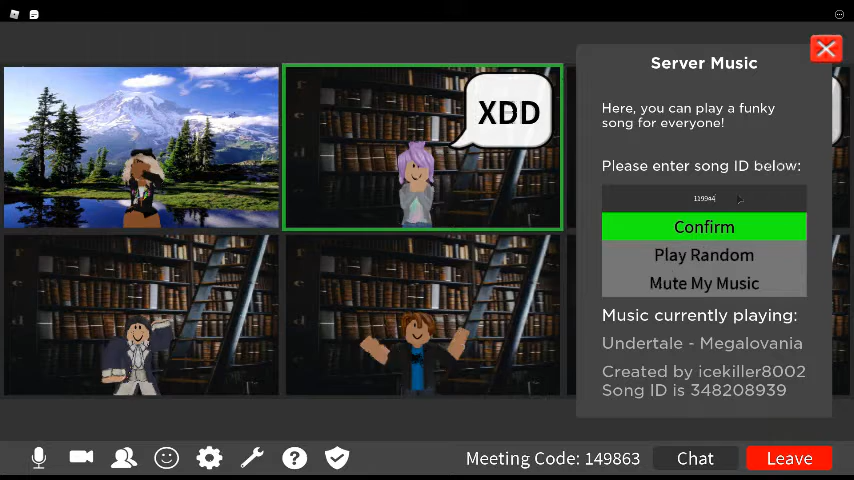 XDD
Server Music
Here, you can play a funky
song for everyone!
Please enter song ID below:
Confirm
Play Random
Mute My Music
Music currently playing:
Undertale - Megalovania
Created by icekiller8002
Song ID is 348208939
Meeting Code: 149863
Chat
Leave